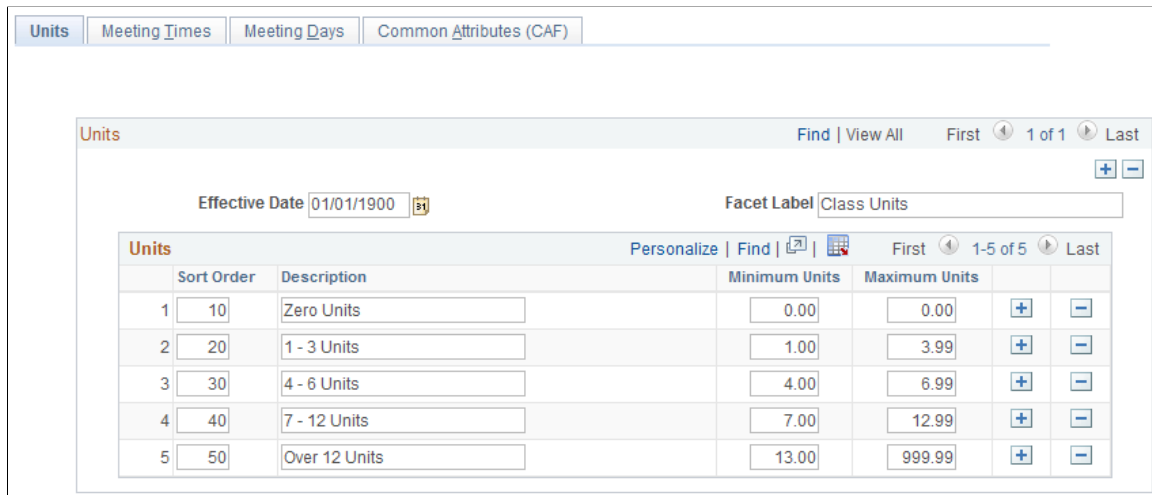 Units Meeting Times Meeting Days Common Attributes (CAF)
Units Find | View All First 1 of 1 Last
Effective Date 01/01/1900 31 Facet Label Class Units
Units Personalize | Find | | First 1-5 of 5 Last
Sort Order Description Minimum Units Maximum Units
1 10 Zero Units 0.00 0.00
2 20 1 - 3 Units 1.00 3.99
3 30 4 - 6 Units 4.00 6.99
4 40 7 - 12 Units 7.00 12.99
5 50 Over 12 Units 13.00 999.99